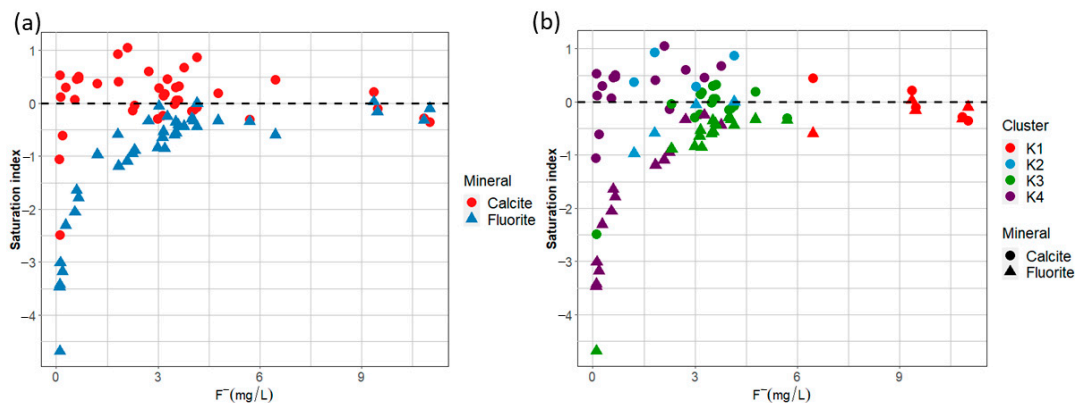 (a)
Saturation index
1
0
−1
−2
−3
−4
0
3
6
9
F⁻(mg/L)
Mineral
Calcite
Fluorite
(b)
Saturation index
1
0
−1
−2
−3
−4
0
3
6
9
F⁻(mg/L)
Cluster
K1
K2
K3
K4
Mineral
Calcite
Fluorite